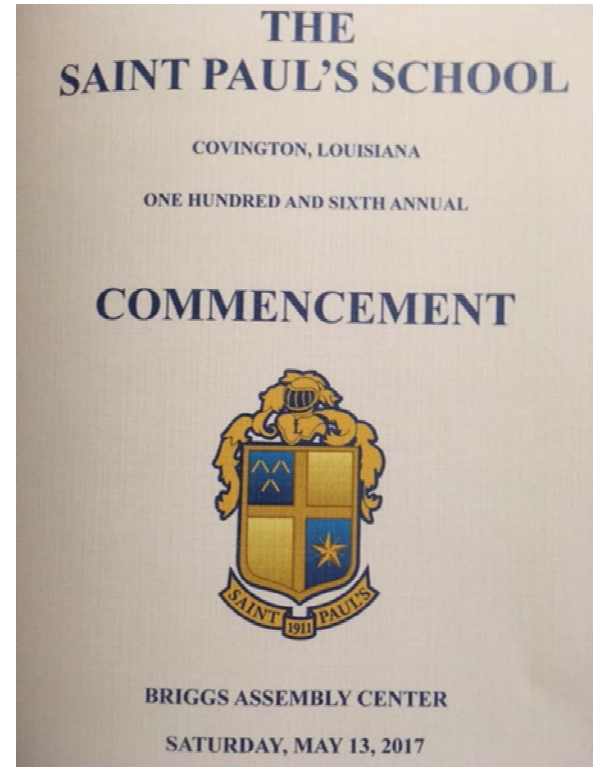 THE
SAINT PAUL'S SCHOOL
COVINGTON, LOUISIANA
ONE HUNDRED AND SIXTH ANNUAL
COMMENCEMENT
L
SAINT 1911 PAUL'S
BRIGGS ASSEMBLY CENTER
SATURDAY, MAY 13, 2017